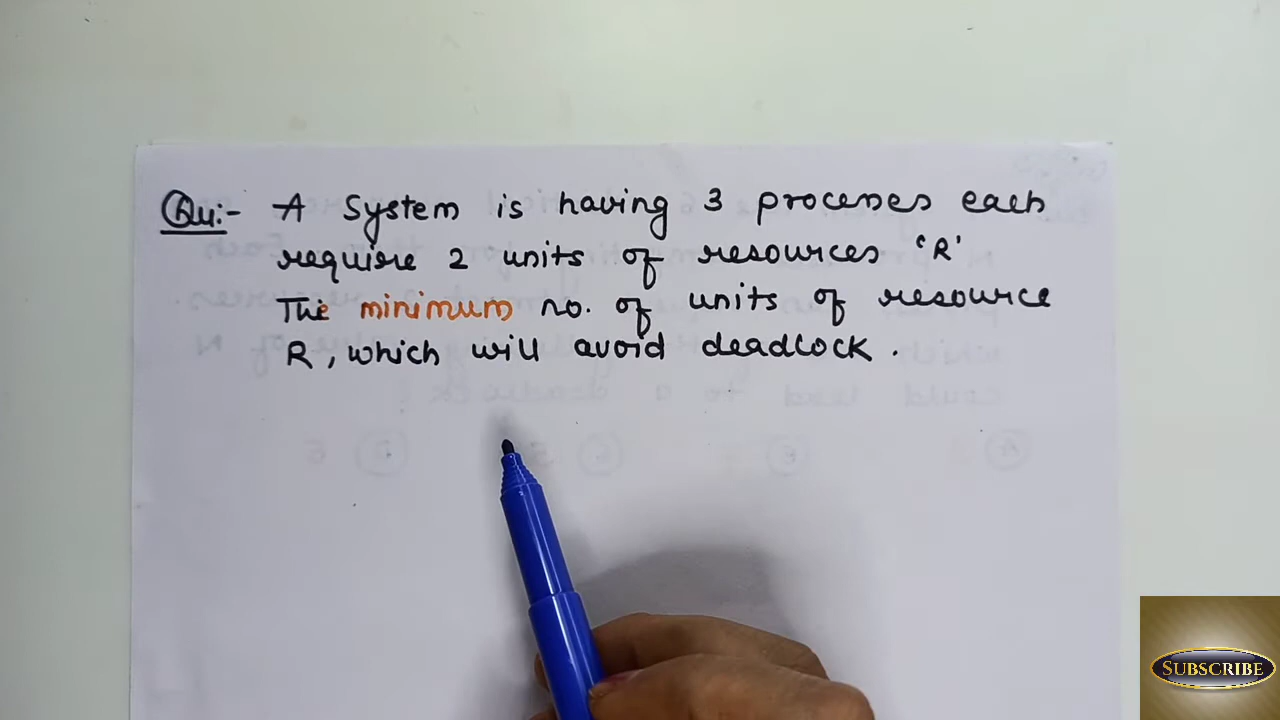 Qu:- A System is having 3 processes each
require 2 units of resources 'R'
The minimum no. of units of resource
R, which will avoid deadlock.
SUBSCRIBE